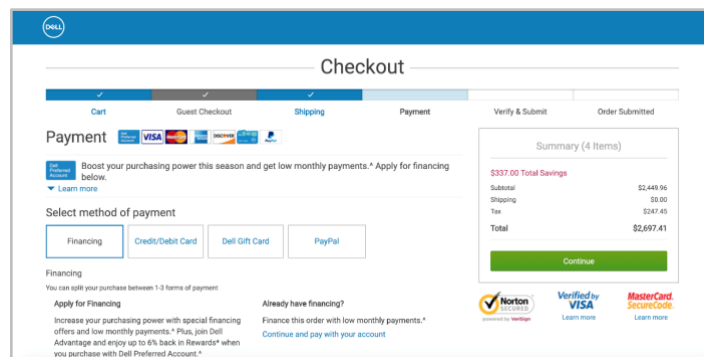 DELL
Checkout
Cart
Guest Checkout
Shipping
Payment
Verify & Submit
Order Submitted
Payment
Dell Preferred Account
VISA
MasterCard
DISCOVER
PayPal
Dell
Preferred
Account
Boost your purchasing power this season and get low monthly payments.^ Apply for financing
below.
Learn more
Select method of payment
Financing
Credit/Debit Card
Dell Gift Card
PayPal
Financing
You can split your purchase between 1-3 forms of payment
Apply for Financing
Increase your purchasing power with special financing
offers and low monthly payments.^ Plus, join Dell
Advantage and enjoy up to 6% back in Rewards* when
you purchase with Dell Preferred Account.^
Already have financing?
Finance this order with low monthly payments.^
Continue and pay with your account
Summary (4 Items)
$337.00 Total Savings
Subtotal $2,449.96
Shipping $0.00
Tax $247.45
Total $2,697.41
Continue
Norton
SECURED
powered by VeriSign
Verified by
VISA
Learn more
MasterCard.
SecureCode.
Learn more